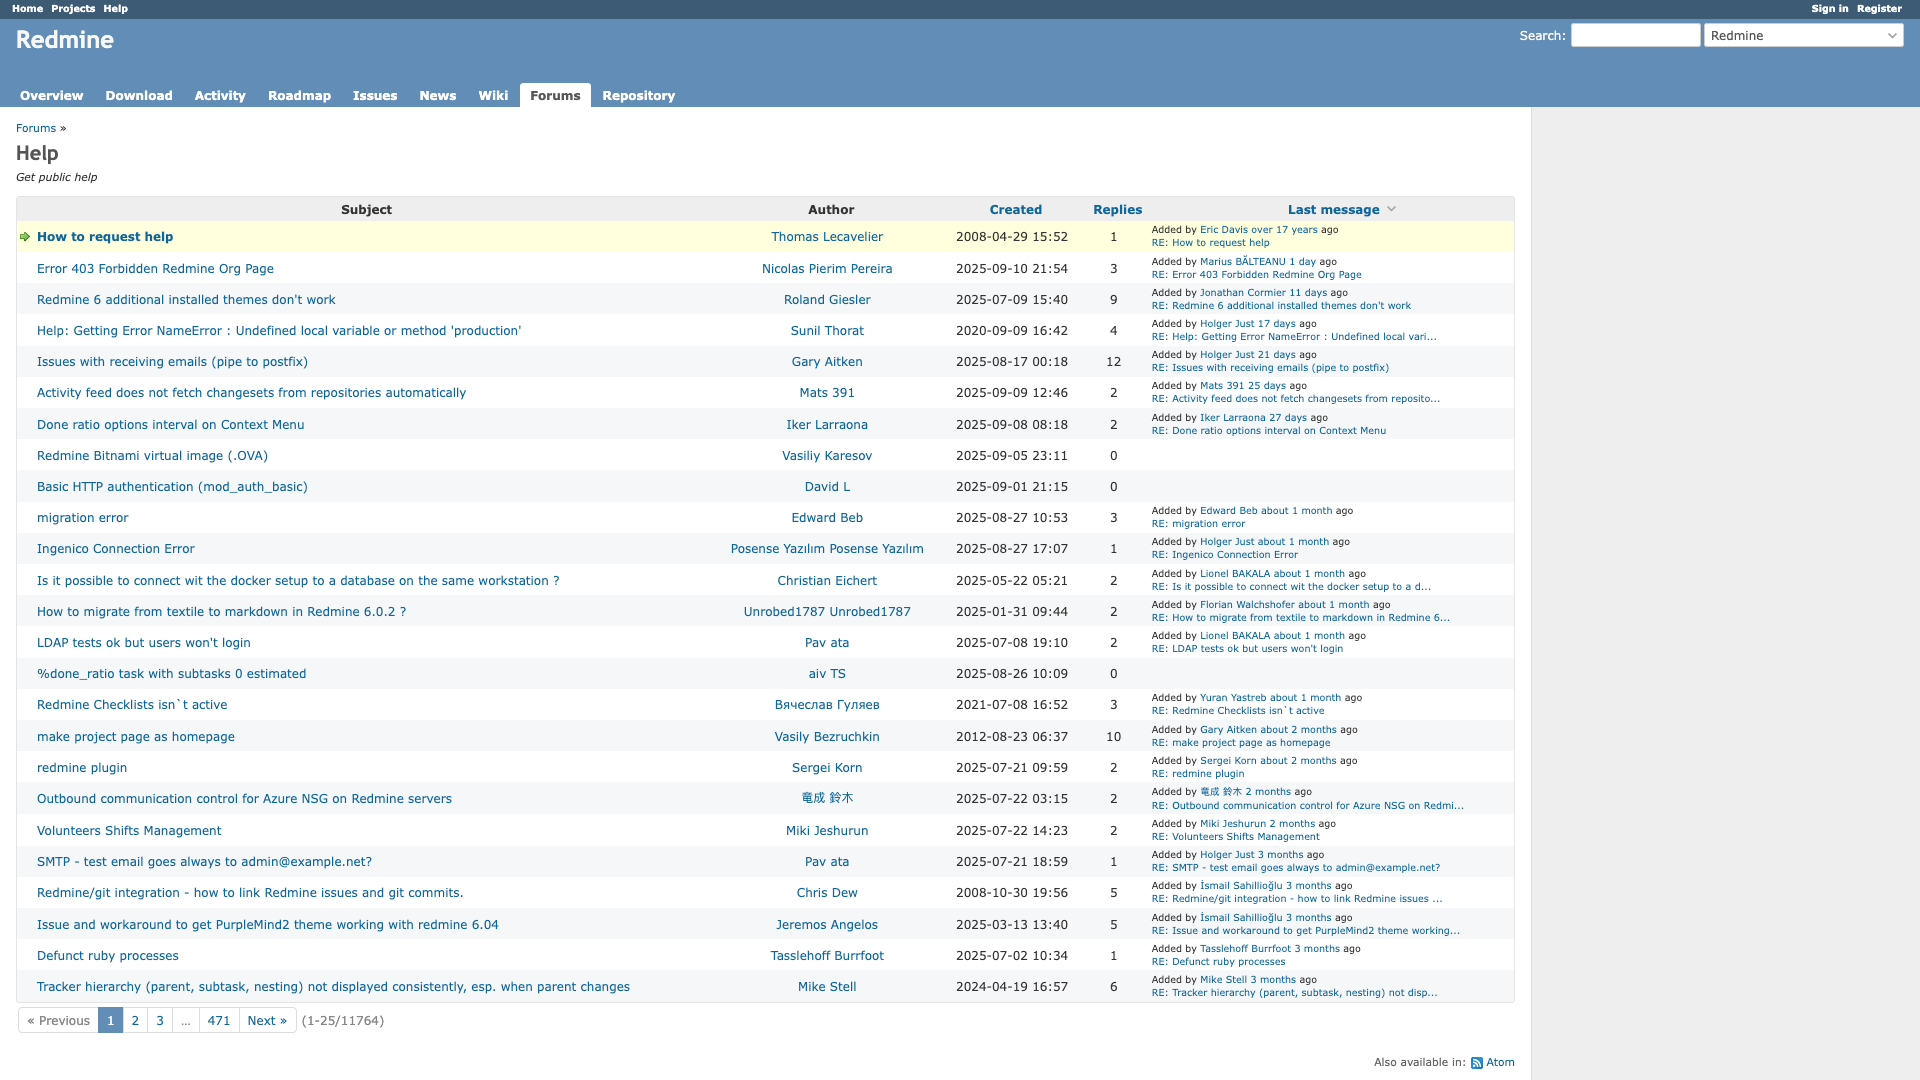 Home Projects Help Sign in Register
Redmine
Search: Redmine
Overview Download Activity Roadmap Issues News Wiki Forums Repository
Forums »
Help
Get public help
Subject Author Created Replies Last message
How to request help Thomas Lecavelier 2008-04-29 15:52 1 Added by Eric Davis over 17 years ago
RE: How to request help
Error 403 Forbidden Redmine Org Page Nicolas Pierim Pereira 2025-09-10 21:54 3 Added by Marius BĂLTEANU 1 day ago
RE: Error 403 Forbidden Redmine Org Page
Redmine 6 additional installed themes don't work Roland Giesler 2025-07-09 15:40 9 Added by Jonathan Cormier 11 days ago
RE: Redmine 6 additional installed themes don't work
Help: Getting Error NameError : Undefined local variable or method 'production' Sunil Thorat 2020-09-09 16:42 4 Added by Holger Just 17 days ago
RE: Help: Getting Error NameError : Undefined local vari...
Issues with receiving emails (pipe to postfix) Gary Aitken 2025-08-17 00:18 12 Added by Holger Just 21 days ago
RE: Issues with receiving emails (pipe to postfix)
Activity feed does not fetch changesets from repositories automatically Mats 391 2025-09-09 12:46 2 Added by Mats 391 25 days ago
RE: Activity feed does not fetch changesets from reposito...
Done ratio options interval on Context Menu Iker Larraona 2025-09-08 08:18 2 Added by Iker Larraona 27 days ago
RE: Done ratio options interval on Context Menu
Redmine Bitnami virtual image (.OVA) Vasiliy Karesov 2025-09-05 23:11 0
Basic HTTP authentication (mod_auth_basic) David L 2025-09-01 21:15 0
migration error Edward Beb 2025-08-27 10:53 3 Added by Edward Beb about 1 month ago
RE: migration error
Ingenico Connection Error Posense Yazılım Posense Yazılım 2025-08-27 17:07 1 Added by Holger Just about 1 month ago
RE: Ingenico Connection Error
Is it possible to connect wit the docker setup to a database on the same workstation ? Christian Eichert 2025-05-22 05:21 2 Added by Lionel BAKALA about 1 month ago
RE: Is it possible to connect wit the docker setup to a d...
How to migrate from textile to markdown in Redmine 6.0.2 ? Unrobed1787 Unrobed1787 2025-01-31 09:44 2 Added by Florian Walchshofer about 1 month ago
RE: How to migrate from textile to markdown in Redmine 6...
LDAP tests ok but users won't login Pav ata 2025-07-08 19:10 2 Added by Lionel BAKALA about 1 month ago
RE: LDAP tests ok but users won't login
%done_ratio task with subtasks 0 estimated aiv TS 2025-08-26 10:09 0
Redmine Checklists isn`t active Вячеслав Гуляев 2021-07-08 16:52 3 Added by Yuran Yastreb about 1 month ago
RE: Redmine Checklists isn`t active
make project page as homepage Vasily Bezruchkin 2012-08-23 06:37 10 Added by Gary Aitken about 2 months ago
RE: make project page as homepage
redmine plugin Sergei Korn 2025-07-21 09:59 2 Added by Sergei Korn about 2 months ago
RE: redmine plugin
Outbound communication control for Azure NSG on Redmine servers 竜成 鈴木 2025-07-22 03:15 2 Added by 竜成 鈴木 2 months ago
RE: Outbound communication control for Azure NSG on Redmi...
Volunteers Shifts Management Miki Jeshurun 2025-07-22 14:23 2 Added by Miki Jeshurun 2 months ago
RE: Volunteers Shifts Management
SMTP - test email goes always to admin@example.net? Pav ata 2025-07-21 18:59 1 Added by Holger Just 3 months ago
RE: SMTP - test email goes always to admin@example.net?
Redmine/git integration - how to link Redmine issues and git commits. Chris Dew 2008-10-30 19:56 5 Added by İsmail Sahillioğlu 3 months ago
RE: Redmine/git integration - how to link Redmine issues ...
Issue and workaround to get PurpleMind2 theme working with redmine 6.04 Jeremos Angelos 2025-03-13 13:40 5 Added by İsmail Sahillioğlu 3 months ago
RE: Issue and workaround to get PurpleMind2 theme working...
Defunct ruby processes Tasslehoff Burrfoot 2025-07-02 10:34 1 Added by Tasslehoff Burrfoot 3 months ago
RE: Defunct ruby processes
Tracker hierarchy (parent, subtask, nesting) not displayed consistently, esp. when parent changes Mike Stell 2024-04-19 16:57 6 Added by Mike Stell 3 months ago
RE: Tracker hierarchy (parent, subtask, nesting) not disp...
« Previous 1 2 3 ... 471 Next » (1-25/11764)
Also available in: Atom